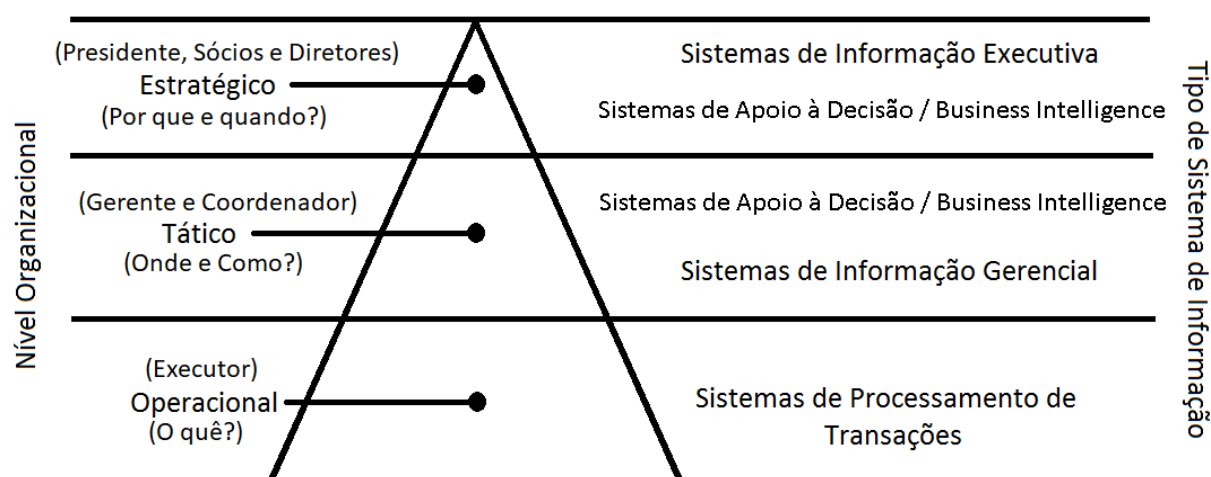 Nível Organizacional
(Presidente, Sócios e Diretores)
Estratégico
(Por que e quando?)
Sistemas de Informação Executiva
Sistemas de Apoio à Decisão / Business Intelligence
(Gerente e Coordenador)
Tático
(Onde e Como?)
Sistemas de Apoio à Decisão / Business Intelligence
Sistemas de Informação Gerencial
(Executor)
Operacional
(O quê?)
Sistemas de Processamento de
Transações
Tipo de Sistema de Informação